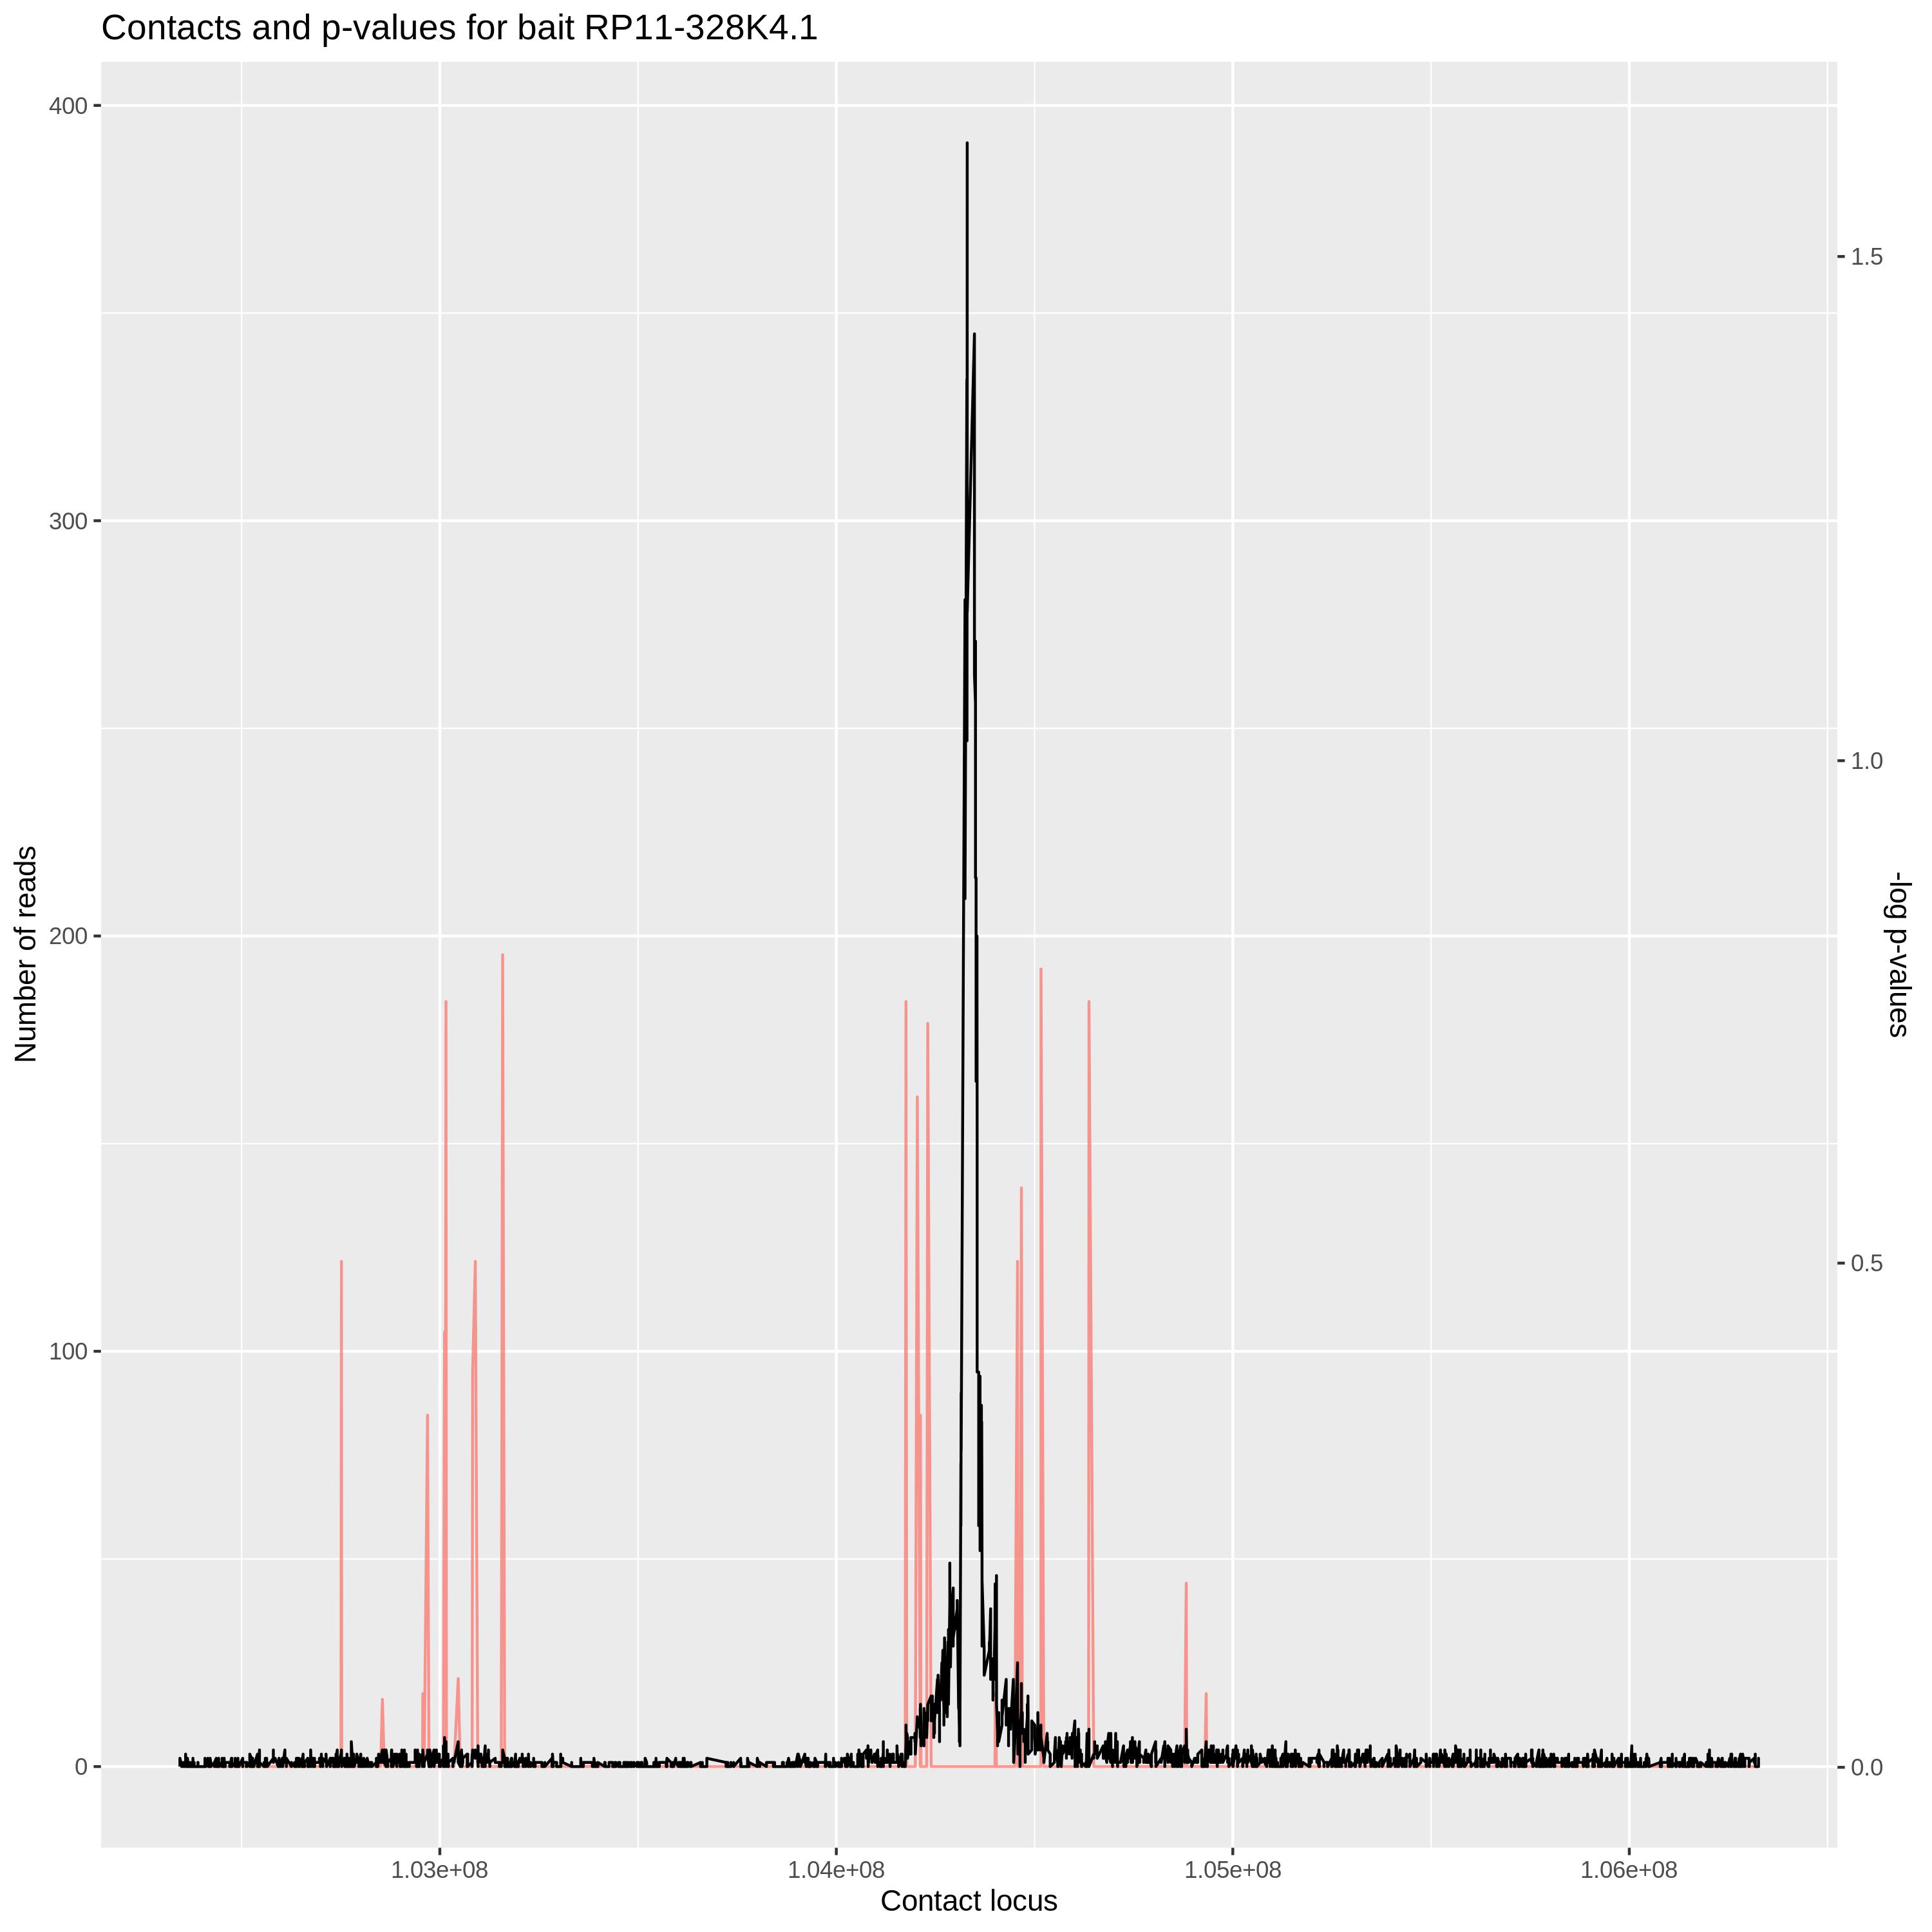 Contacts and p-values for bait RP11-328K4.1
400
300
200
100
0
Number of reads
1.5
1.0
0.5
0.0
-log p-values
1.03e+08
1.04e+08
1.05e+08
1.06e+08
Contact locus